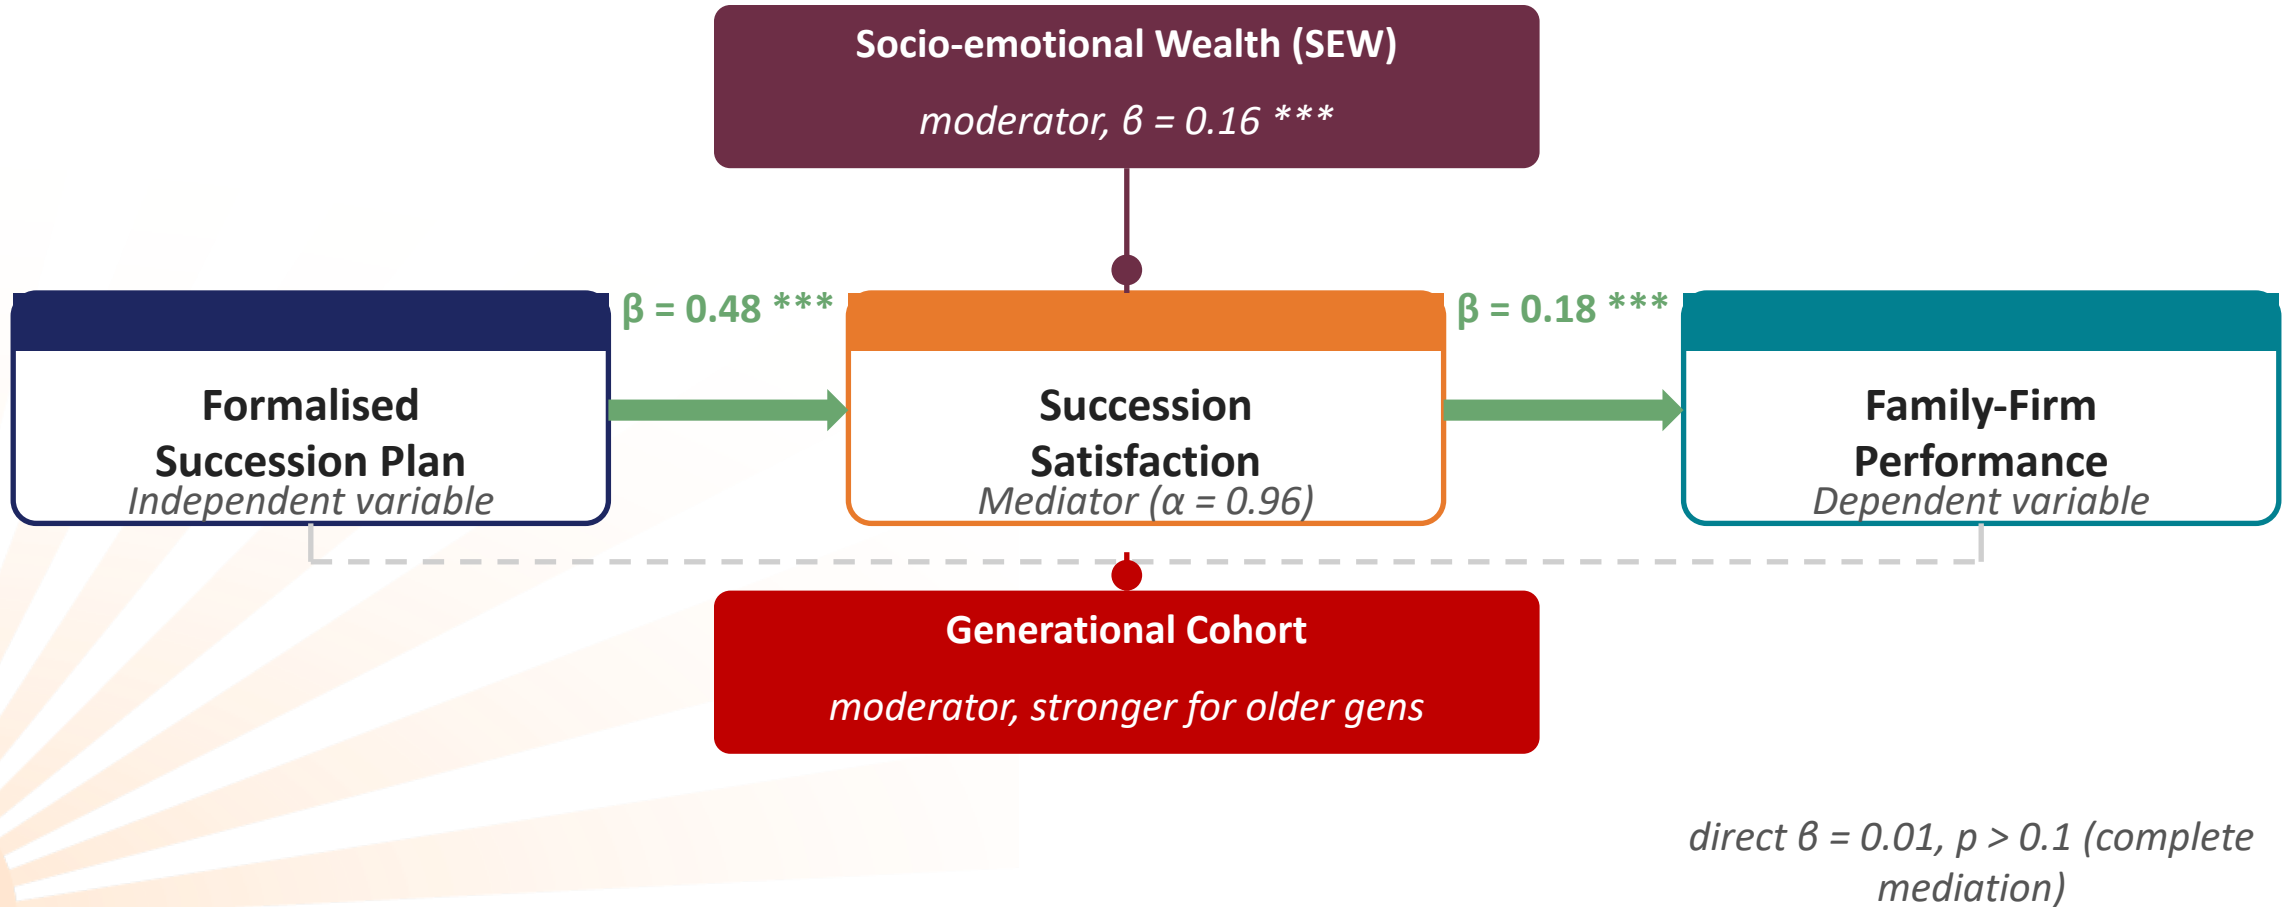 Socio-emotional Wealth (SEW)
moderator, β = 0.16 ***
β = 0.48 ***
β = 0.18 ***
Formalised
Succession Plan
Independent variable
Succession
Satisfaction
Mediator (α = 0.96)
Family-Firm
Performance
Dependent variable
Generational Cohort
moderator, stronger for older gens
direct β = 0.01, p > 0.1 (complete
mediation)